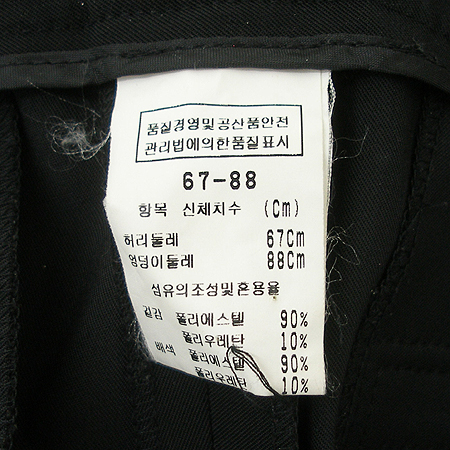 품질경영및공산품안전
관리법에의한품질표시
67-88
항목 신체치수 (Cm)
허리둘레 67Cm
엉덩이둘레 88Cm
섬유의조성및혼용율
겉감 폴리에스텔 90%
폴리우레탄 10%
배색 폴리에스텔 90%
폴리우레탄 10%